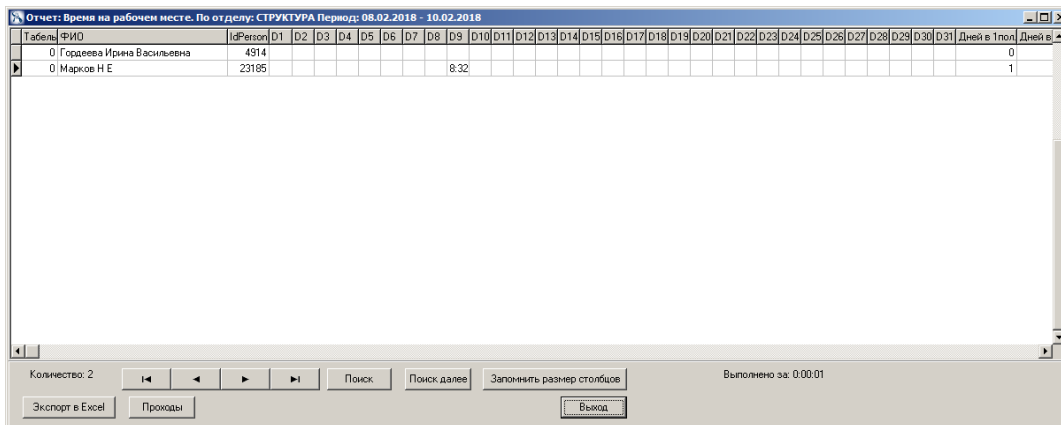 Отчет: Время на рабочем месте. По отделу: СТРУКТУРА Период: 08.02.2018 - 10.02.2018
Табель ФИО IdPerson D1 D2 D3 D4 D5 D6 D7 D8 D9 D10 D11 D12 D13 D14 D15 D16 D17 D18 D19 D20 D21 D22 D23 D24 D25 D26 D27 D28 D29 D30 D31 Дней в 1пол. Дней в
0 Гордеева Ирина Васильевна 4914 0
0 Марков Н Е 23185 8:32 1
Количество: 2 Поиск Поиск далее Запомнить размер столбцов Выполнено за: 0:00:01
Экспорт в Excel Проходы Выход